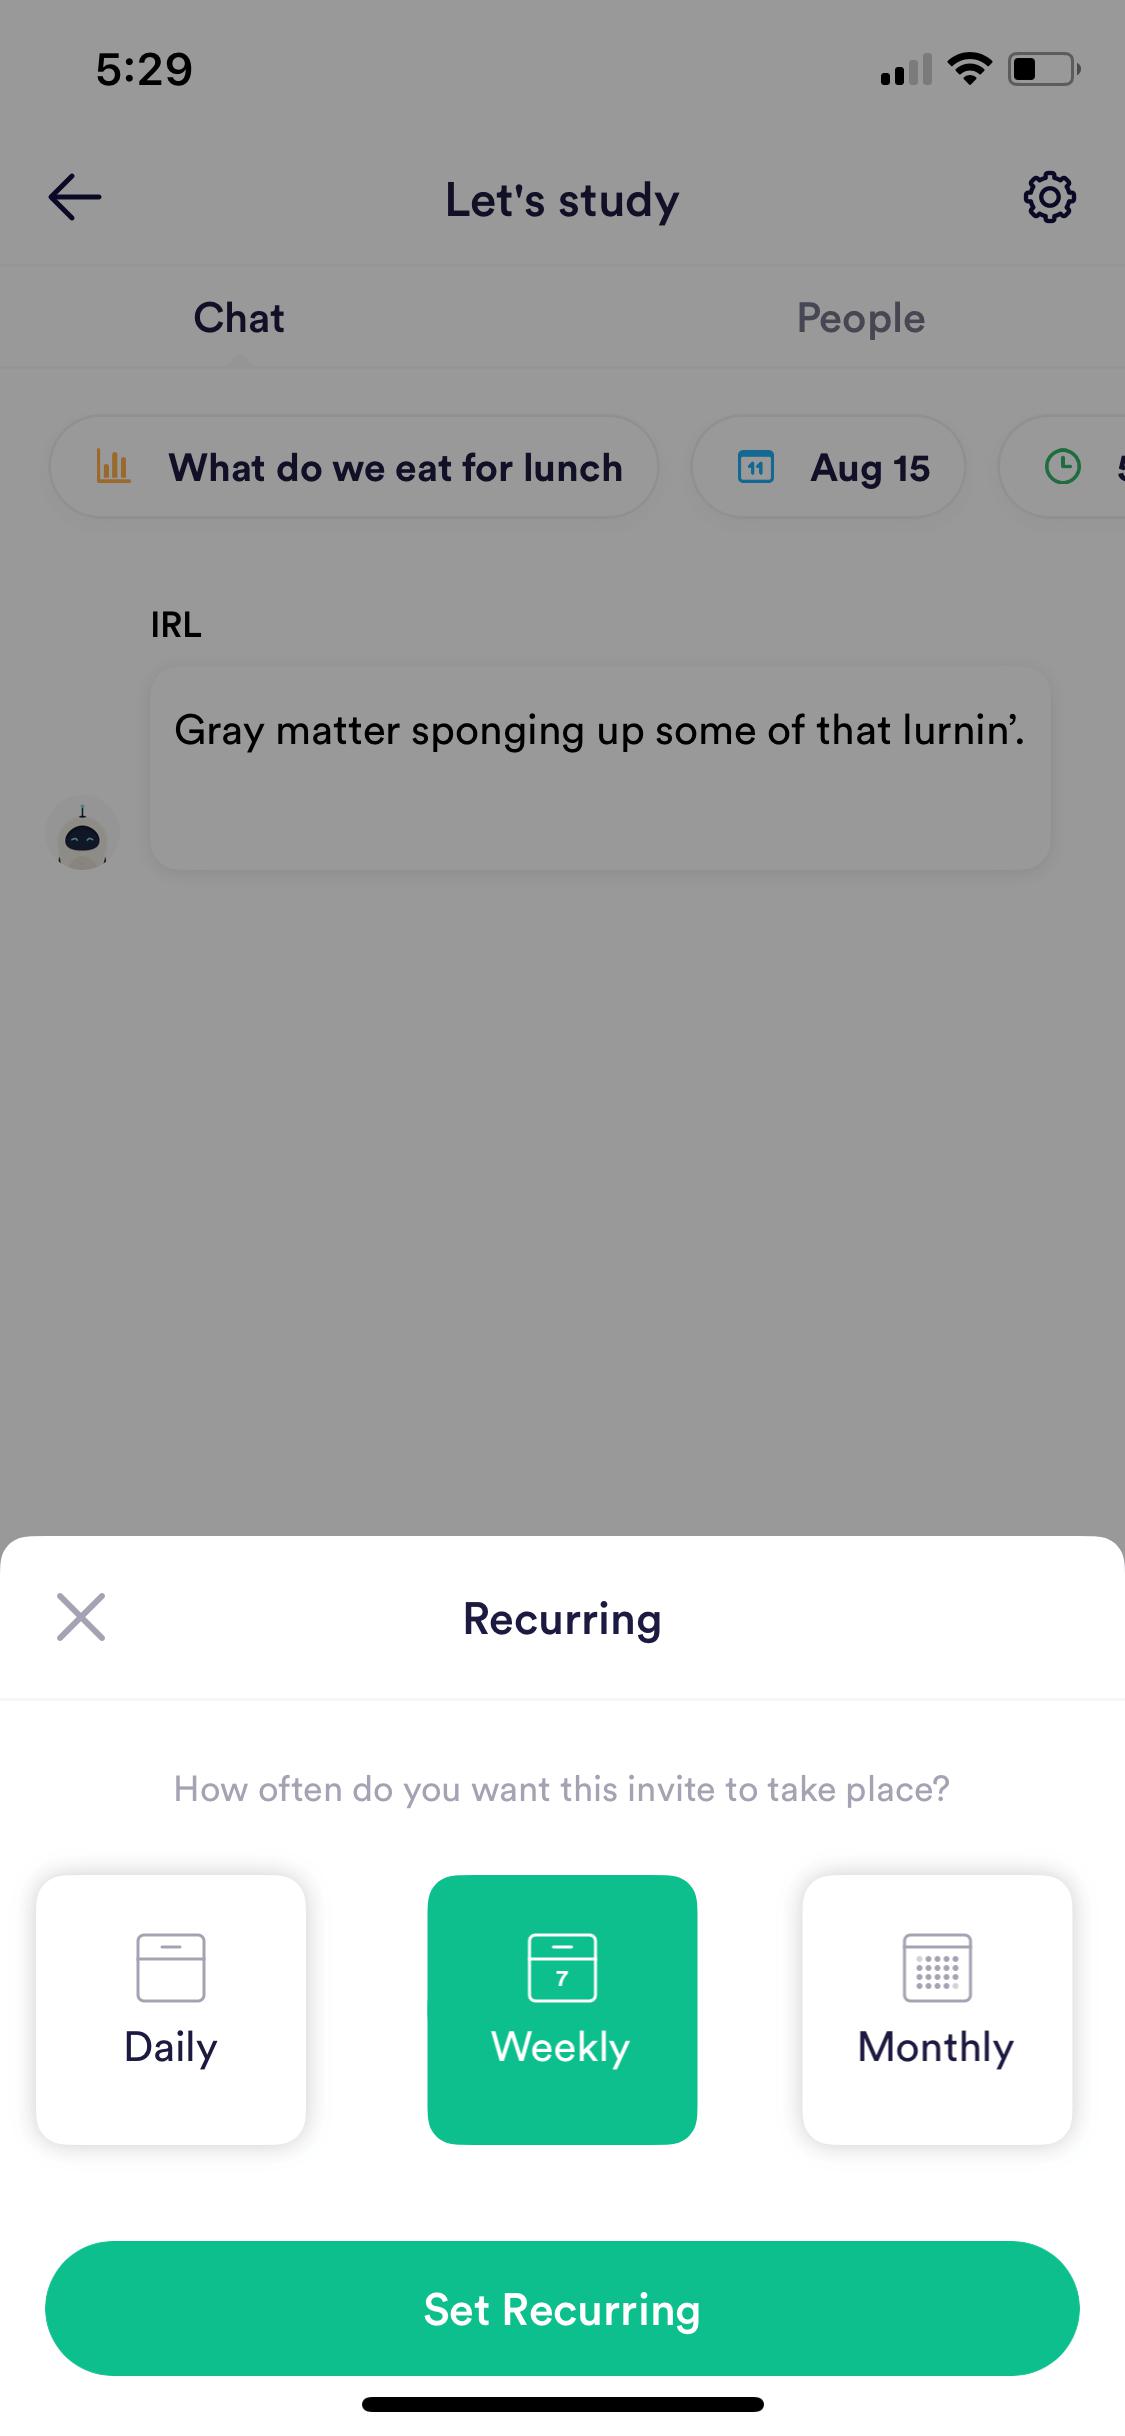 5:29
Let's study
Chat
People
What do we eat for lunch
11
Aug 15
IRL
Gray matter sponging up some of that lurnin’.
Recurring
How often do you want this invite to take place?
Daily
7
Weekly
Monthly
Set Recurring